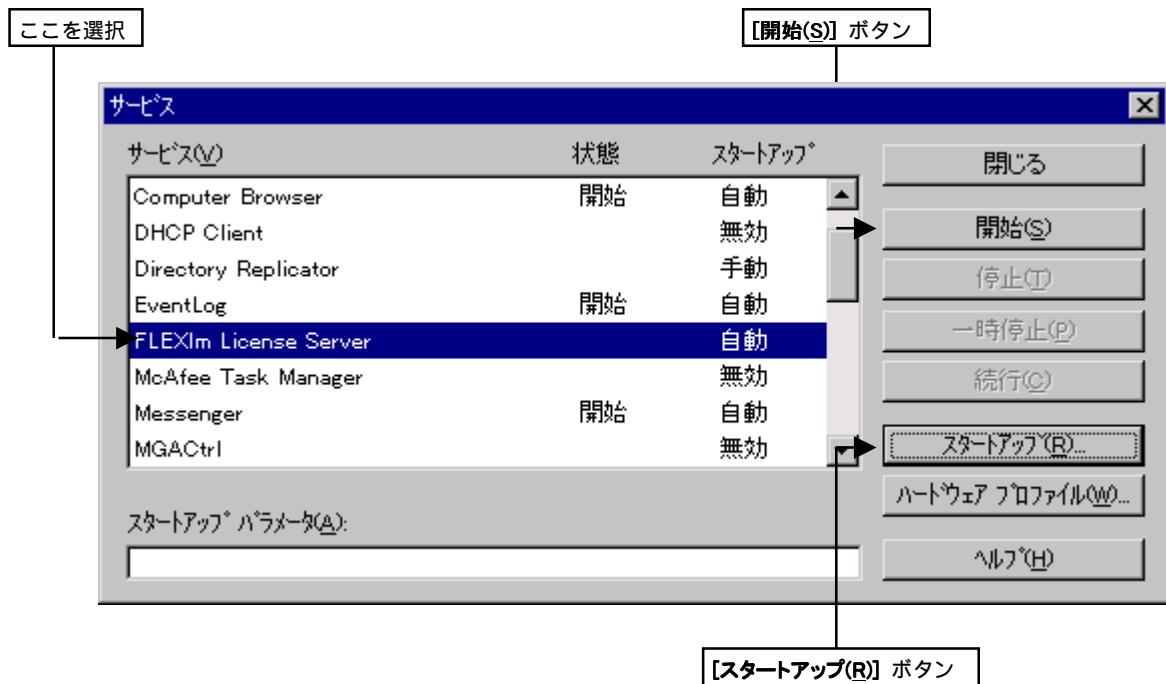 ここを選択
[開始(S)] ボタン
サービス
サービス(V) 状態 スタートアップ
Computer Browser 開始 自動
DHCP Client 無効
Directory Replicator 手動
EventLog 開始 自動
FLEXlm License Server 自動
McAfee Task Manager 無効
Messenger 開始 自動
MGACtrl 無効
スタートアップ パラメータ(A):
閉じる
開始(S)
停止(T)
一時停止(P)
続行(C)
スタートアップ(R)...
ハードウェア プロファイル(W)...
ヘルプ(H)
[スタートアップ(R)] ボタン